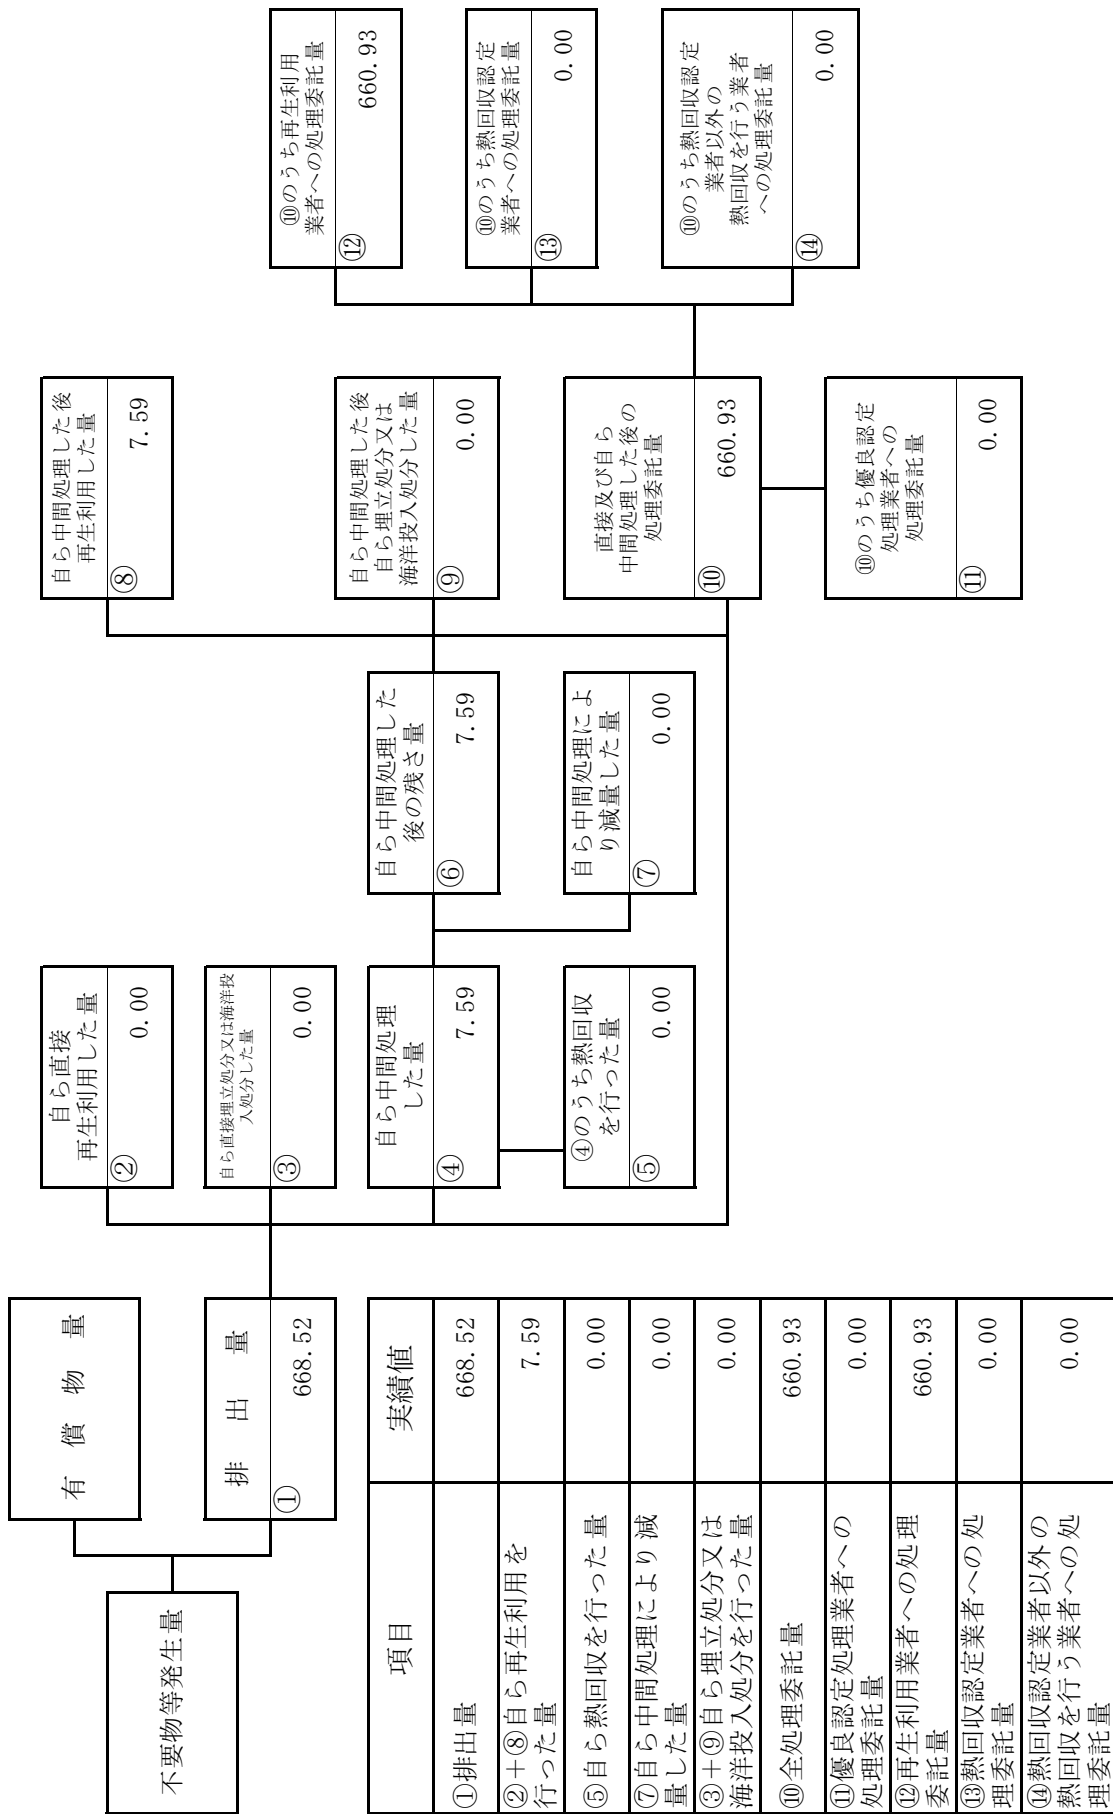 不要物等発生量
有償物量
排出量
①
668.52
自ら直接
再生利用した量
②
0.00
自ら直接埋立処分又は海洋投
入処分した量
③
0.00
自ら中間処理
した量
④
7.59
④のうち熱回収
を行った量
⑤
0.00
自ら中間処理した
後の残さ量
⑥
7.59
自ら中間処理によ
り減量した量
⑦
0.00
自ら中間処理した後
再生利用した量
⑧
7.59
自ら中間処理した後
自ら埋立処分又は
海洋投入処分した量
⑨
0.00
直接及び自ら
中間処理した後の
処理委託量
⑩
660.93
⑩のうち優良認定
処理業者への
処理委託量
⑪
0.00
⑩のうち再生利用
業者への処理委託量
⑫
660.93
⑩のうち熱回収認定
業者への処理委託量
⑬
0.00
⑩のうち熱回収認定
業者以外の
熱回収を行う業者
への処理委託量
⑭
0.00
項目 実績値
①排出量 668.52
②＋⑧自ら再生利用を
行った量 7.59
⑤自ら熱回収を行った量 0.00
⑦自ら中間処理により減
量した量 0.00
③＋⑨自ら埋立処分又は
海洋投入処分を行った量 0.00
⑩全処理委託量 660.93
⑪優良認定処理業者への
処理委託量 0.00
⑫再生利用業者への処理
委託量 660.93
⑬熱回収認定業者への処
理委託量 0.00
⑭熱回収認定業者以外の
熱回収を行う業者への処
理委託量 0.00